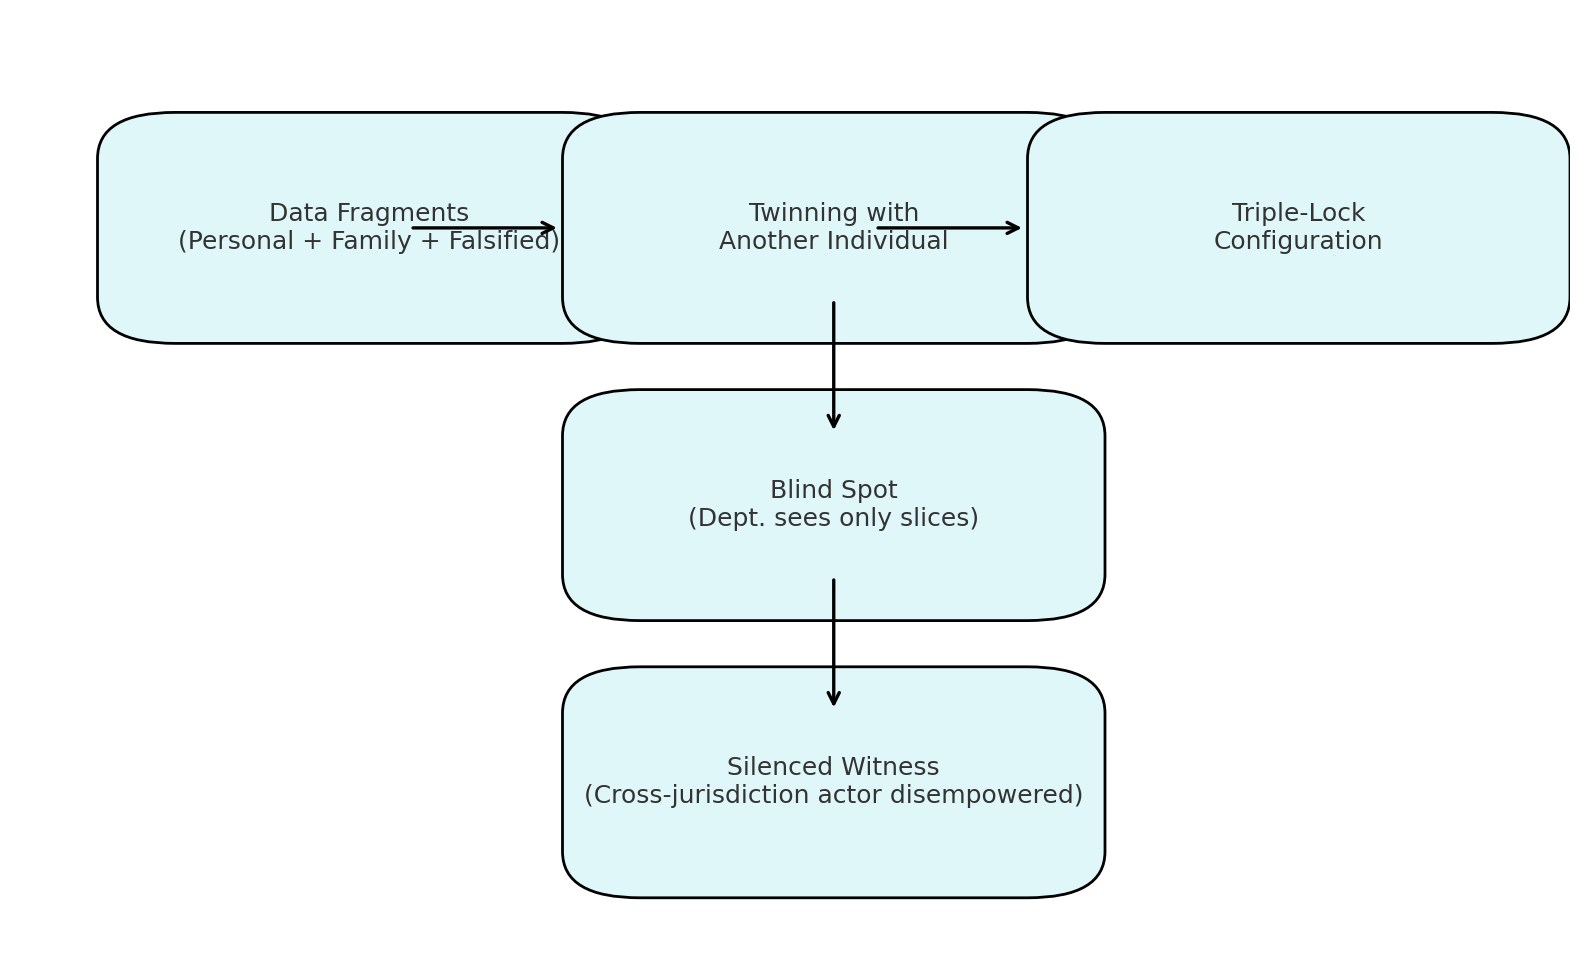 Data Fragments
(Personal + Family + Falsified)
Twinning with
Another Individual
Triple-Lock
Configuration
Blind Spot
(Dept. sees only slices)
Silenced Witness
(Cross-jurisdiction actor disempowered)